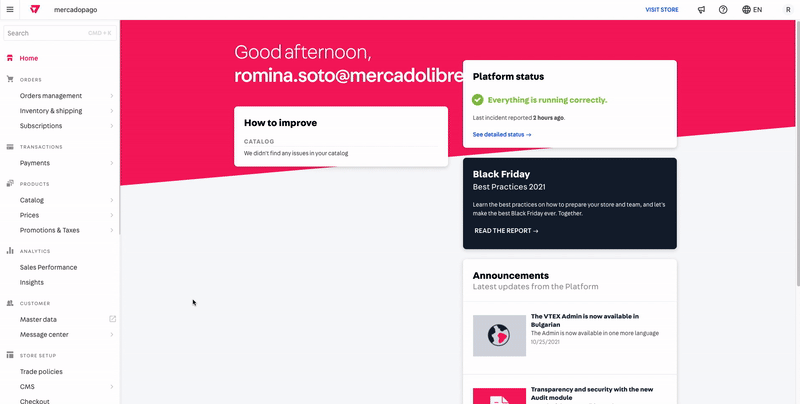 mercadopago
VISIT STORE
EN
R
Search
CMD + K
Home
ORDERS
Orders management
Inventory & shipping
Subscriptions
TRANSACTIONS
Payments
PRODUCTS
Catalog
Prices
Promotions & Taxes
ANALYTICS
Sales Performance
Insights
CUSTOMER
Master data
Message center
STORE SETUP
Trade policies
CMS
Checkout
Good afternoon,
romina.soto@mercadolibre
How to improve
CATALOG
We didn't find any issues in your catalog
Platform status
Everything is running correctly.
Last incident reported 2 hours ago.
See detailed status →
Black Friday
Best Practices 2021
Learn the best practices on how to prepare your store and team, and let's
make the best Black Friday ever. Together.
READ THE REPORT →
Announcements
Latest updates from the Platform
The VTEX Admin is now available in
Bulgarian
The Admin is now available in one more language
10/25/2021
Transparency and security with the new
Audit module